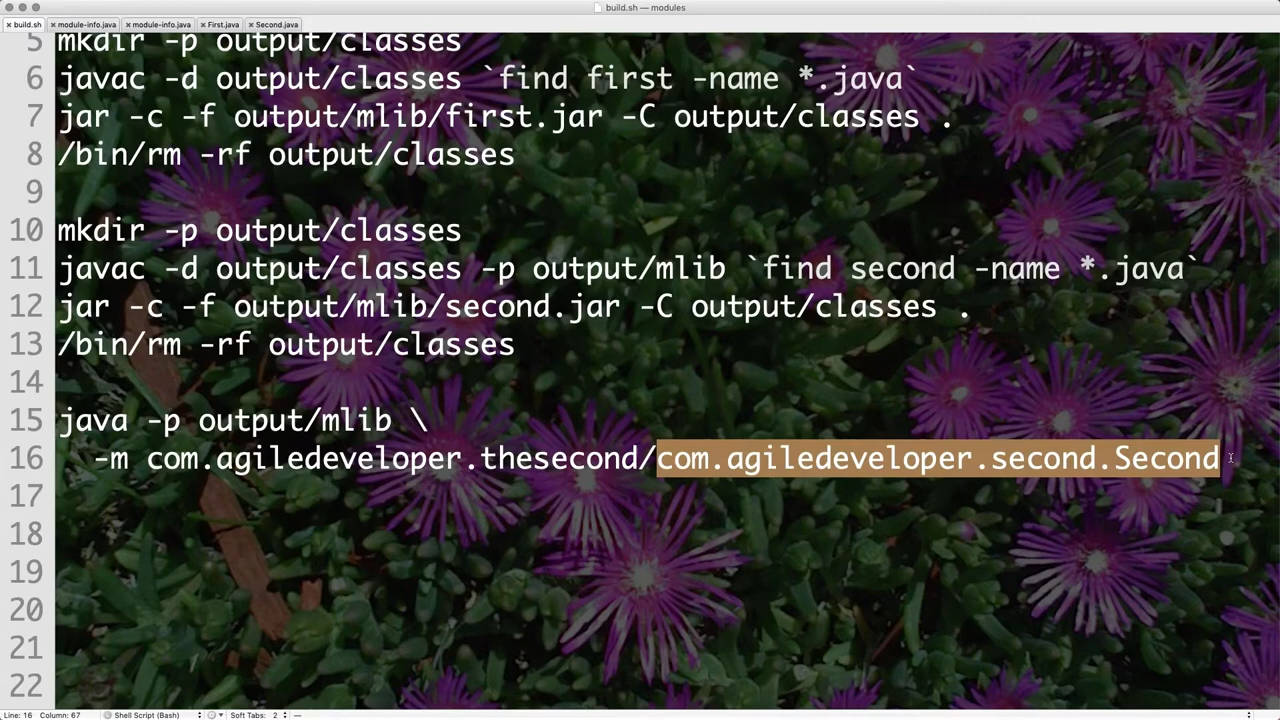 build.sh — modules
build.sh module-info.java module-info.java First.java Second.java
5 mkdir -p output/classes
6 javac -d output/classes `find first -name *.java`
7 jar -c -f output/mlib/first.jar -C output/classes .
8 /bin/rm -rf output/classes
9
10 mkdir -p output/classes
11 javac -d output/classes -p output/mlib `find second -name *.java`
12 jar -c -f output/mlib/second.jar -C output/classes .
13 /bin/rm -rf output/classes
14
15 java -p output/mlib \
16   -m com.agiledeveloper.thesecond/com.agiledeveloper.second.Second
17
18
19
20
21
22
Line: 16 Column: 67 Shell Script (Bash) Soft Tabs: 2 —